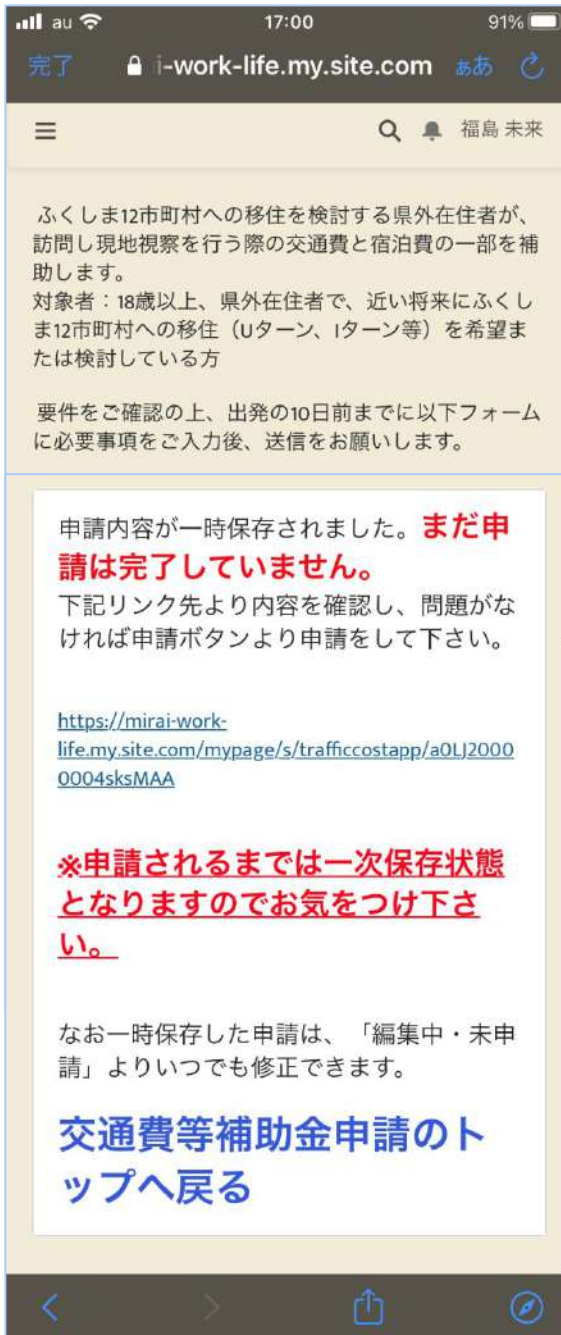 au 17:00 91%
完了 i-work-life.my.site.com ぁあ
福島 未来
ふくしま12市町村への移住を検討する県外在住者が、
訪問し現地視察を行う際の交通費と宿泊費の一部を補
助します。
対象者：18歳以上、県外在住者で、近い将来にふくし
ま12市町村への移住（Uターン、Iターン等）を希望ま
たは検討している方
要件をご確認の上、出発の10日前までに以下フォーム
に必要事項をご入力後、送信をお願いします。
申請内容が一時保存されました。まだ申
請は完了していません。
下記リンク先より内容を確認し、問題がな
ければ申請ボタンより申請をして下さい。
https://mirai-work-
life.my.site.com/mypage/s/trafficcostapp/a0LJ2000
0004sksMAA
※申請されるまでは一次保存状態
となりますのでお気をつけ下さ
い。
なお一時保存した申請は、「編集中・未申
請」よりいつでも修正できます。
交通費等補助金申請のト
ップへ戻る